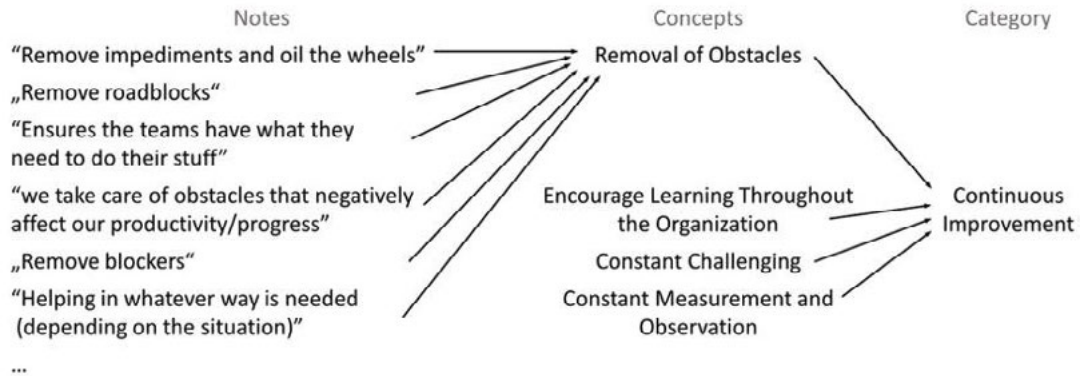 Notes
Concepts
Category
“Remove impediments and oil the wheels”
„Remove roadblocks“
“Ensures the teams have what they
need to do their stuff”
“we take care of obstacles that negatively
affect our productivity/progress”
„Remove blockers“
“Helping in whatever way is needed
(depending on the situation)”
...
Removal of Obstacles
Encourage Learning Throughout
the Organization
Constant Challenging
Constant Measurement and
Observation
Continuous
Improvement